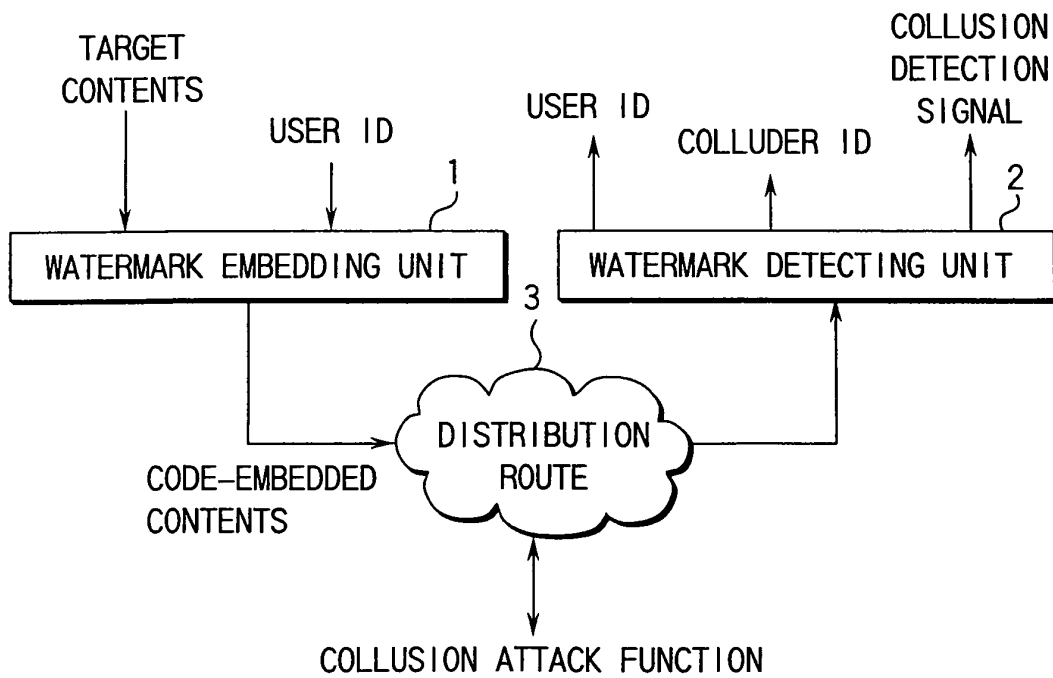 TARGET
CONTENTS
USER ID
1
WATERMARK EMBEDDING UNIT
USER ID
COLLUDER ID
COLLUSION
DETECTION
SIGNAL
2
WATERMARK DETECTING UNIT
3
DISTRIBUTION
ROUTE
CODE-EMBEDDED
CONTENTS
COLLUSION ATTACK FUNCTION